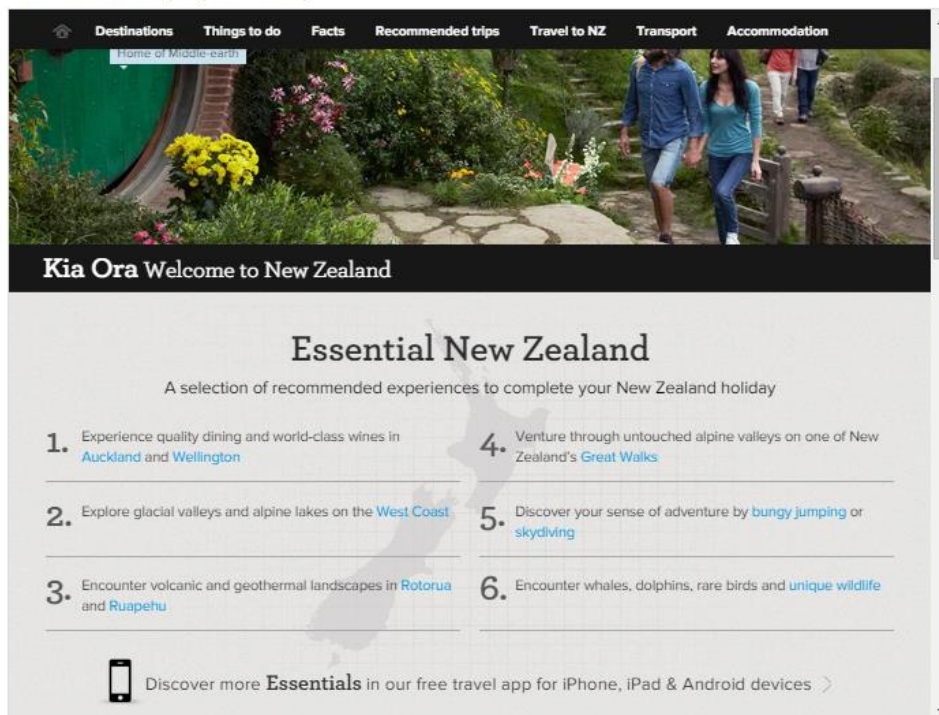 Destinations Things to do Facts Recommended trips Travel to NZ Transport Accommodation
Home of Middle-earth
Kia Ora Welcome to New Zealand
Essential New Zealand
A selection of recommended experiences to complete your New Zealand holiday
1. Experience quality dining and world-class wines in
Auckland and Wellington
2. Explore glacial valleys and alpine lakes on the West Coast
3. Encounter volcanic and geothermal landscapes in Rotorua
and Ruapehu
4. Venture through untouched alpine valleys on one of New
Zealand's Great Walks
5. Discover your sense of adventure by bungy jumping or
skydiving
6. Encounter whales, dolphins, rare birds and unique wildlife
Discover more Essentials in our free travel app for iPhone, iPad & Android devices